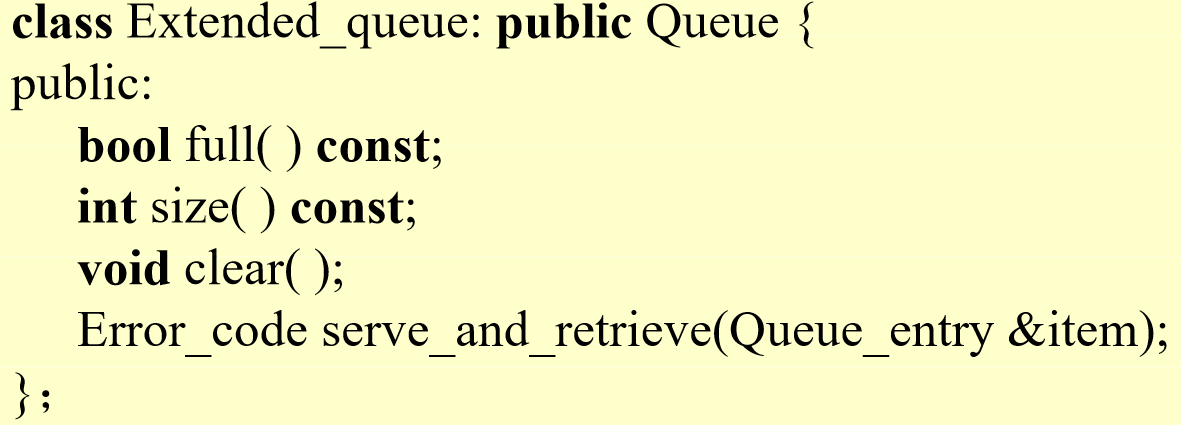 class Extended_queue: public Queue {
public:
bool full( ) const;
int size( ) const;
void clear( );
Error_code serve_and_retrieve(Queue_entry &item);
};